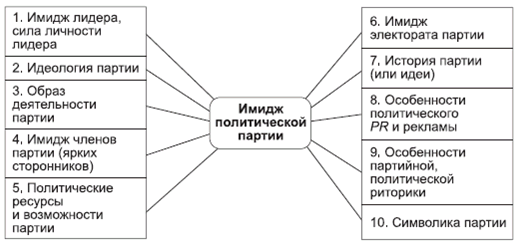 1. Имидж лидера,
сила личности
лидера
2. Идеология партии
3. Образ
деятельности
партии
4. Имидж членов
партии (ярких
сторонников)
5, Политические
ресурсы
и возможности
партии
Имидж
политической
партии
6. Имидж
электората партии
7, История партии
(или идеи)
8. Особенности
политического
PR и рекламы
9, Особенности
партийной,
политической
риторики
10. Символика партии